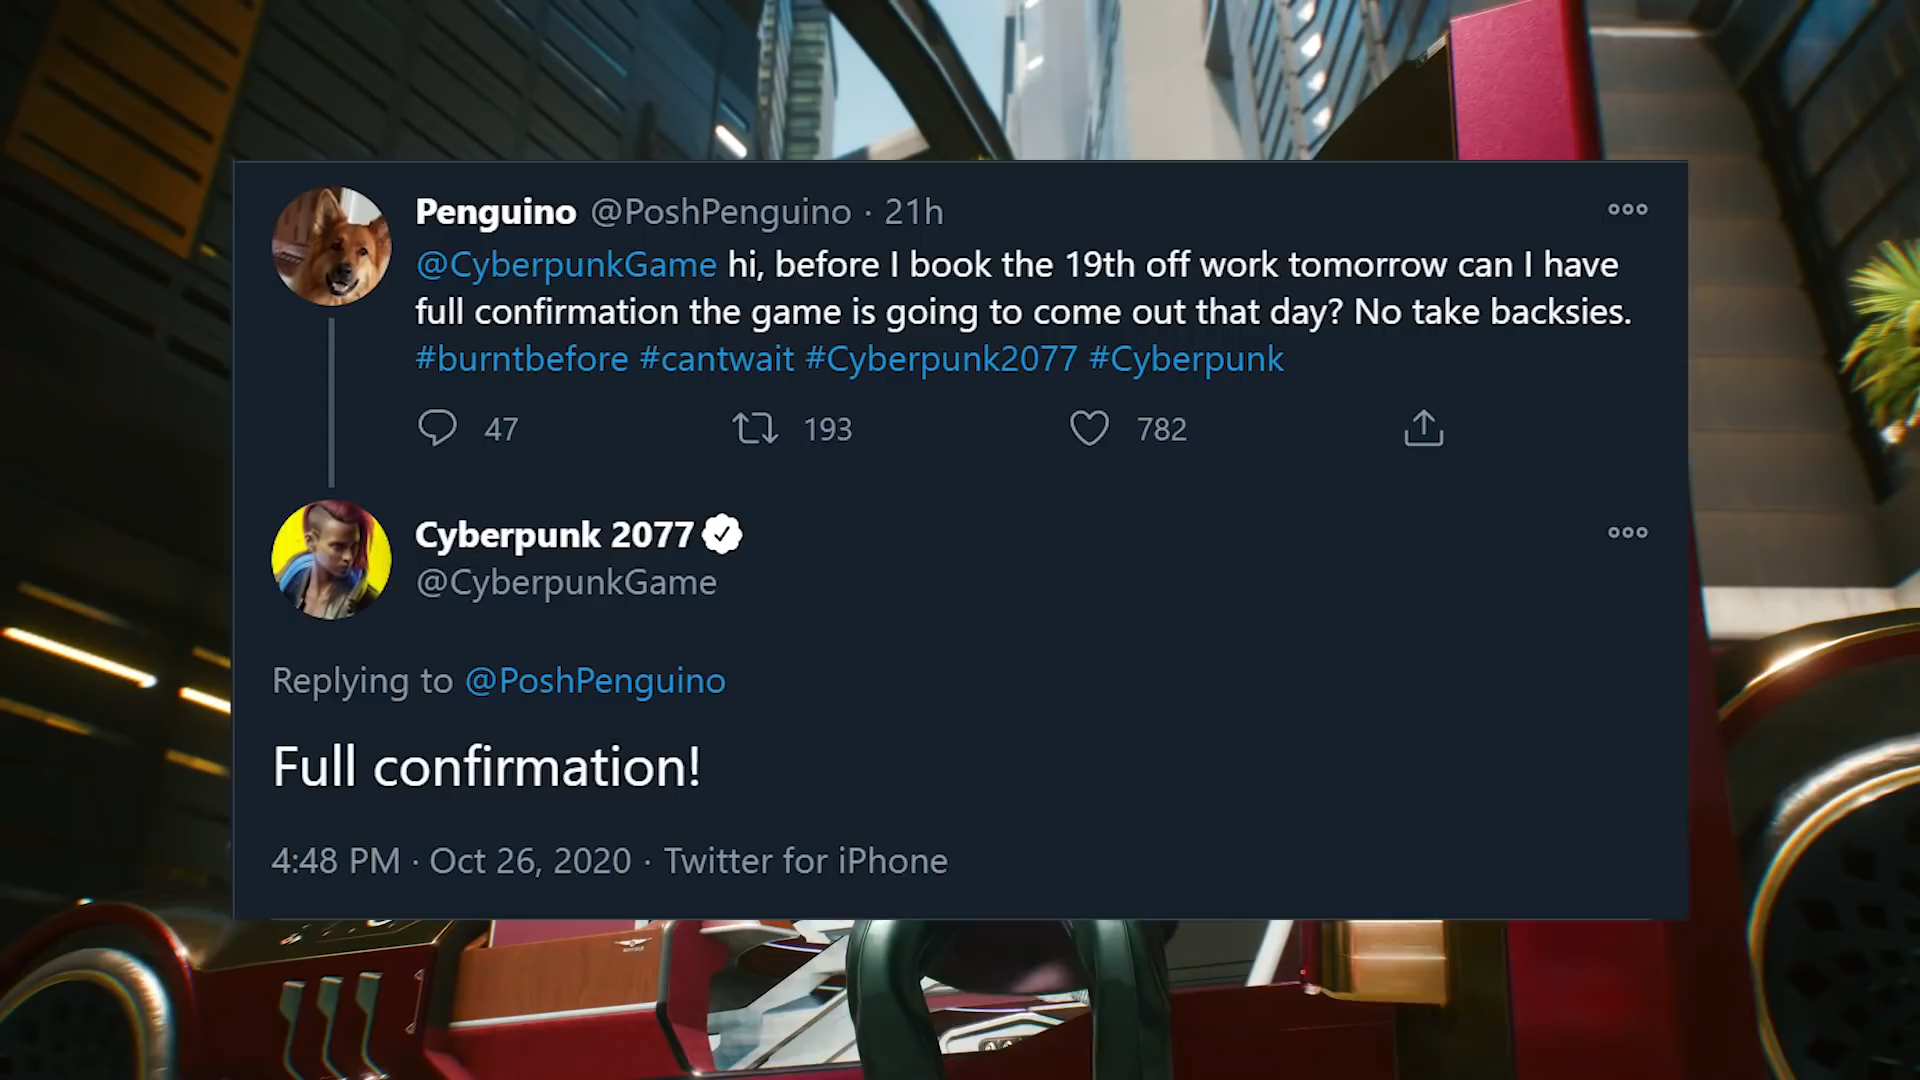 Penguino @PoshPenguino · 21h
@CyberpunkGame hi, before I book the 19th off work tomorrow can I have
full confirmation the game is going to come out that day? No take backsies.
#burntbefore #cantwait #Cyberpunk2077 #Cyberpunk
47 193 782
Cyberpunk 2077
@CyberpunkGame
Replying to @PoshPenguino
Full confirmation!
4:48 PM · Oct 26, 2020 · Twitter for iPhone